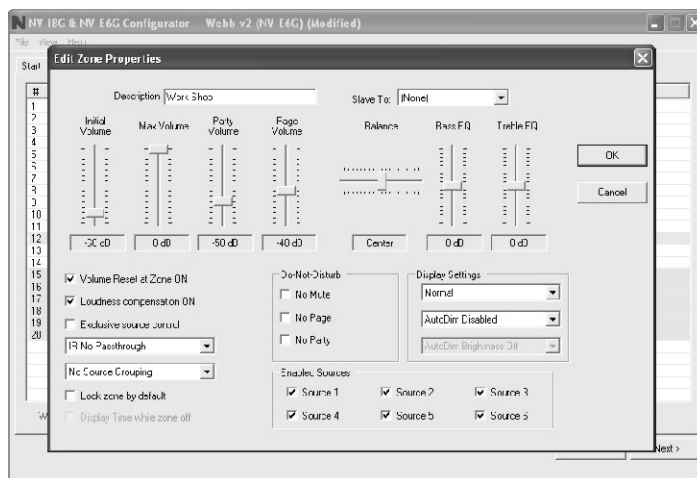 NV I8G & NV E6G Configurator Webb v2 (NV E6G) (Modified)
File View Help
Start
Edit Zone Properties
#
1
2
3
4
5
6
7
8
9
10
11
12
13
14
15
16
17
18
19
20
Description Work Shop
Slave To: (None)
Initial Volume
Max Volume
Party Volume
Page Volume
Balance
Bass EQ
Treble EQ
0 dB
-50 dB
-40 dB
Center
0 dB
0 dB
OK
Cancel
Volume Reset at Zone ON
Loudness compensation ON
Exclusive source control
IR No Passthrough
No Source Grouping
Lock zone by default
Display Time while zone off
Do-Not-Disturb
No Mute
No Page
No Party
Display Settings
Normal
AutoDim Disabled
AutoDim Brightness Off
Enabled Sources
Source 1
Source 2
Source 3
Source 4
Source 5
Source 6
Next >